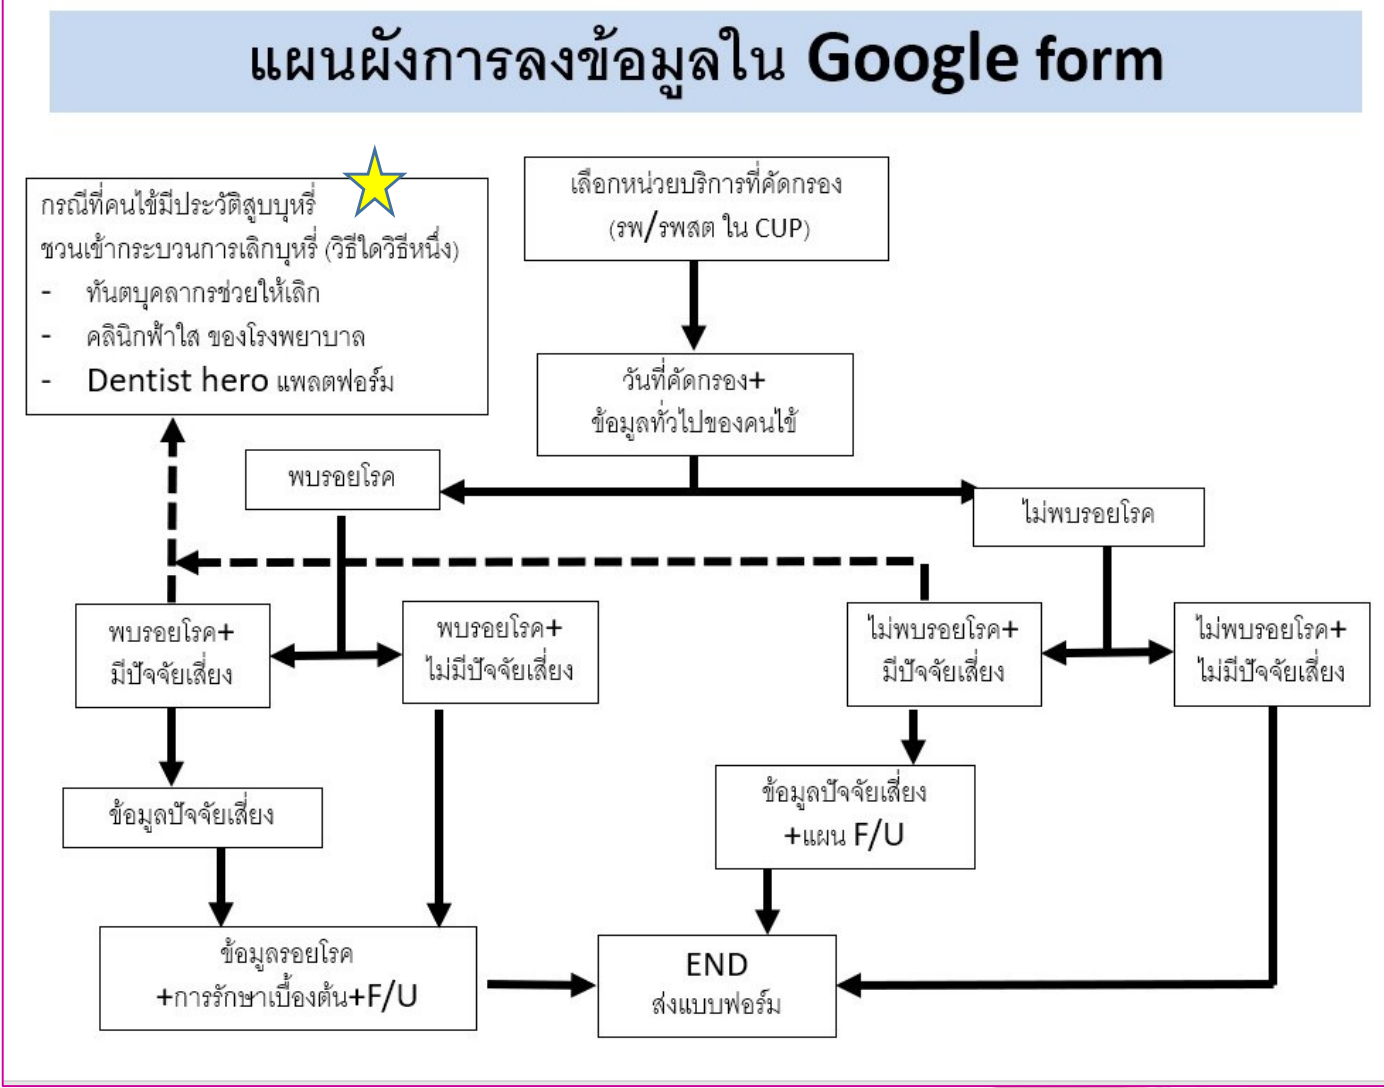 แผนผังการลงข้อมูลใน Google form
กรณีที่คนไข้มีประวัติสูบบุหรี่
ชวนเข้ากระบวนการเลิกบุหรี่ (วิธีใดวิธีหนึ่ง)
- ทันตบุคลากรช่วยให้เลิก
- คลินิกฟ้าใส ของโรงพยาบาล
- Dentist hero แพลตฟอร์ม
เลือกหน่วยบริการที่คัดกรอง
(รพ/รพสต ใน CUP)
วันที่คัดกรอง+
ข้อมูลทั่วไปของคนไข้
พบรอยโรค
ไม่พบรอยโรค
พบรอยโรค+
มีปัจจัยเสี่ยง
พบรอยโรค+
ไม่มีปัจจัยเสี่ยง
ไม่พบรอยโรค+
มีปัจจัยเสี่ยง
ไม่พบรอยโรค+
ไม่มีปัจจัยเสี่ยง
ข้อมูลปัจจัยเสี่ยง
ข้อมูลปัจจัยเสี่ยง
+แผน F/U
ข้อมูลรอยโรค
+การรักษาเบื้องต้น+F/U
END
ส่งแบบฟอร์ม